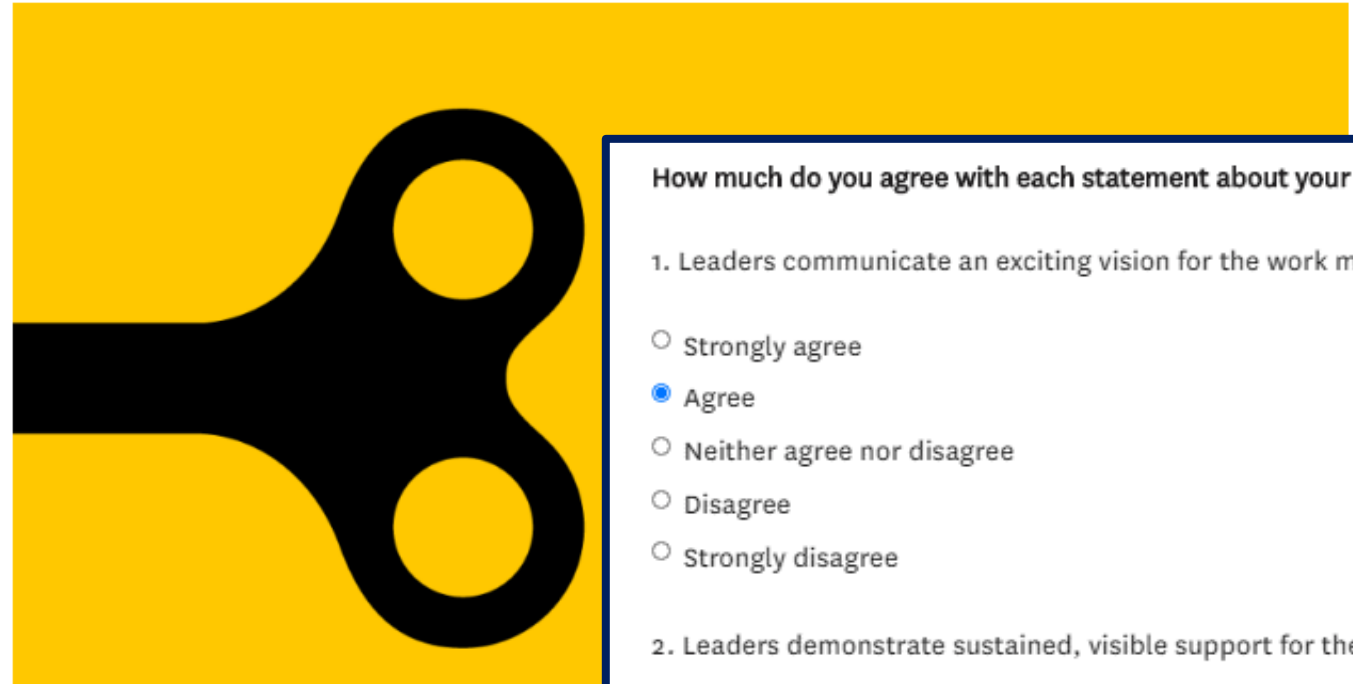 How much do you agree with each statement about your
1. Leaders communicate an exciting vision for the work
Strongly agree
Agree
Neither agree nor disagree
Disagree
Strongly disagree
2. Leaders demonstrate sustained, visible support for